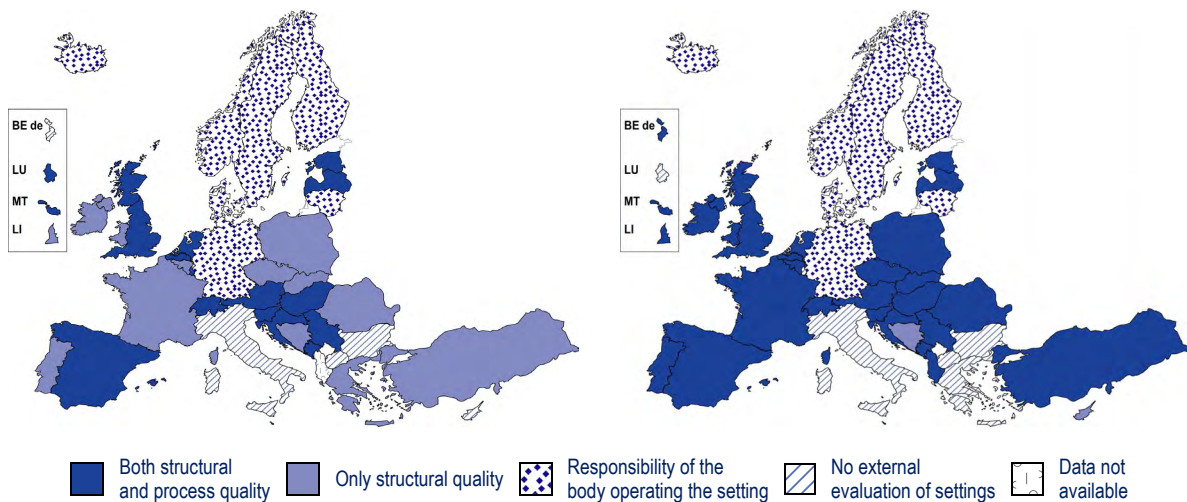 BE de
LU
MT
LI
BE de
LU
MT
LI
Both structural
and process quality
Only structural quality
Responsibility of the
body operating the setting
No external
evaluation of settings
Data not
available